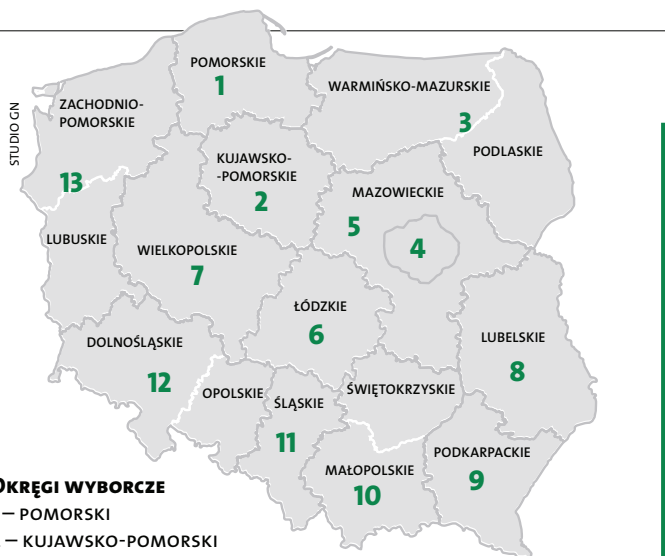 STUDIO GN
POMORSKIE
1
WARMIŃSKO-MAZURSKIE
3
ZACHODNIO-
POMORSKIE
13
KUJAWSKO-
-POMORSKIE
2
PODLASKIE
MAZOWIECKIE
5
4
LUBUSKIE
WIELKOPOLSKIE
7
ŁÓDZKIE
6
LUBELSKIE
8
DOLNOŚLĄSKIE
12
OPOLSKIE
ŚLĄSKIE
11
ŚWIĘTOKRZYSKIE
MAŁOPOLSKIE
10
PODKARPACKIE
9
OKRĘGI WYBORCZE
– POMORSKI
– KUJAWSKO-POMORSKI